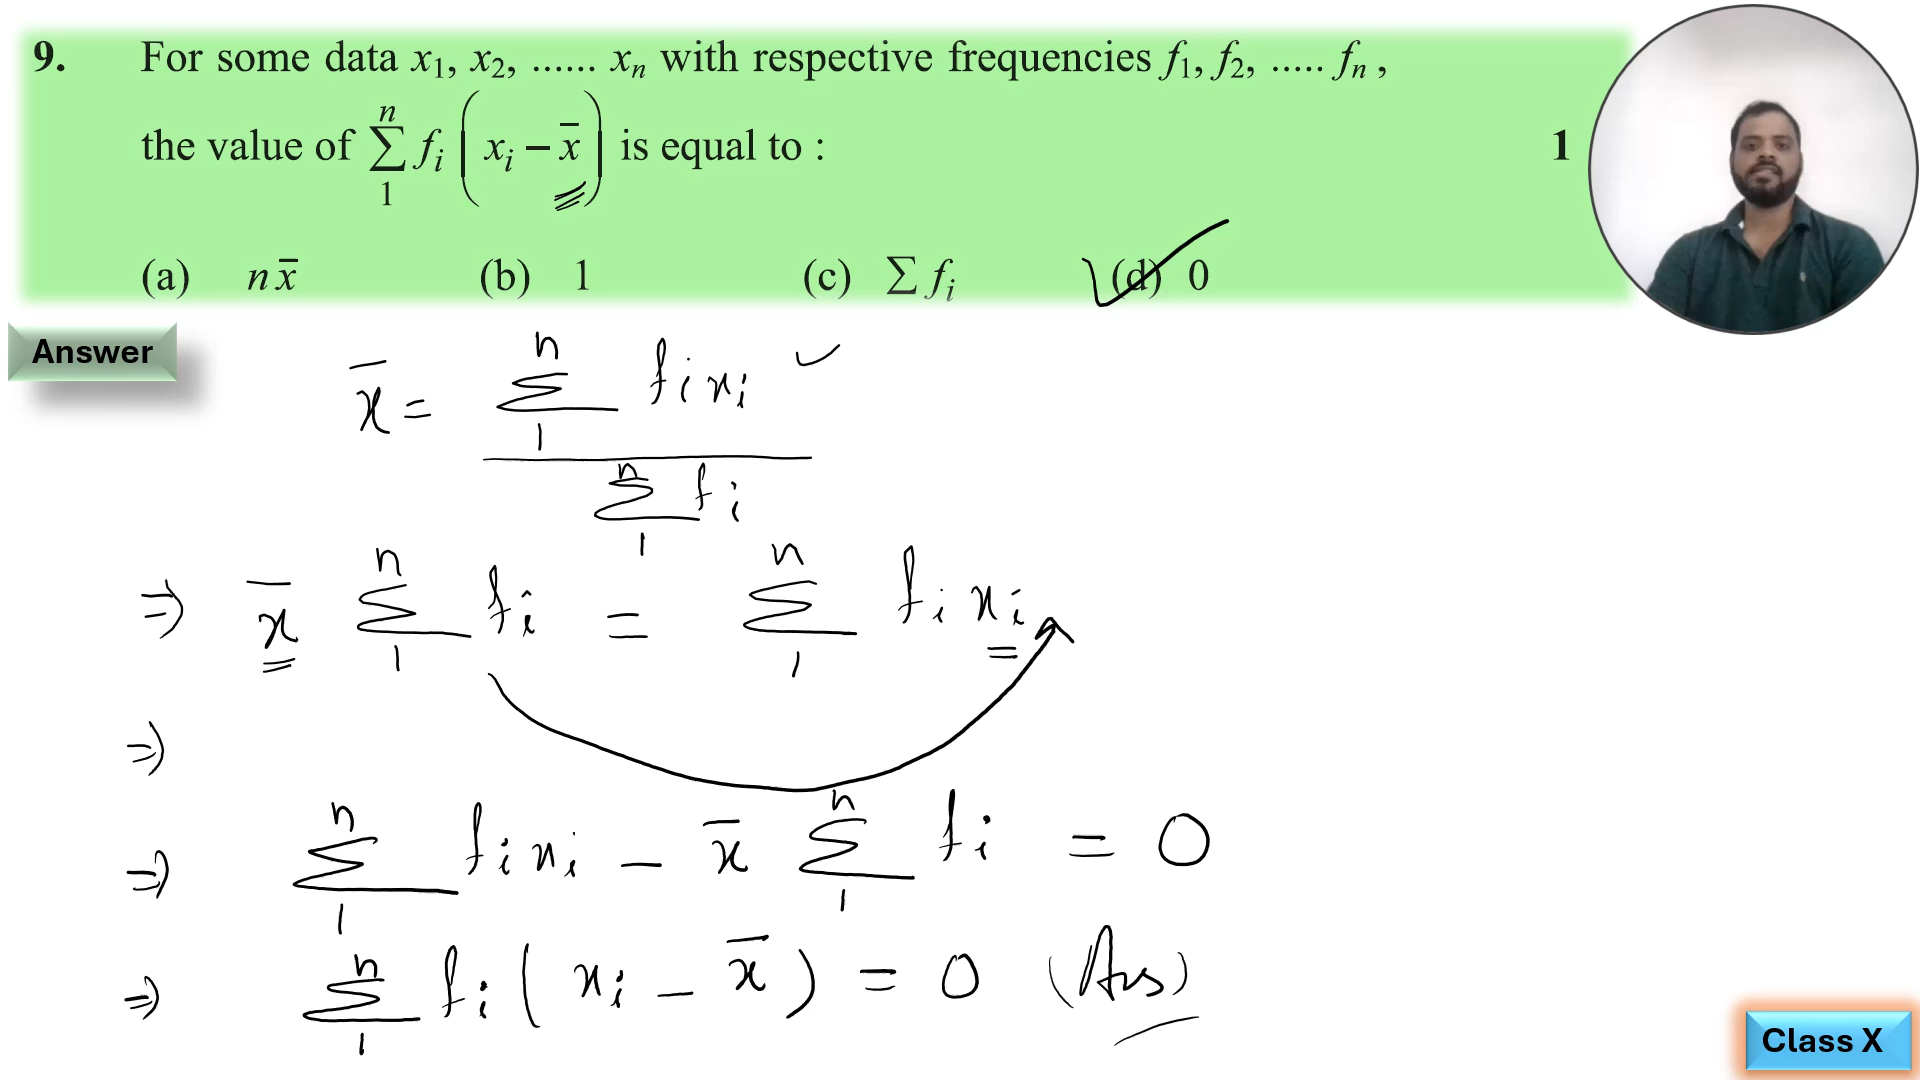 9. For some data x₁, x₂, ...... xₙ with respective frequencies f₁, f₂, ..... fₙ ,
the value of ∑₁ⁿ fᵢ (xᵢ − x̄) is equal to : 1
(a) n x̄ (b) 1 (c) ∑ fᵢ (d) 0
Answer
x̄ = ∑₁ⁿ fᵢxᵢ / ∑₁ⁿ fᵢ
⇒ x̄ ∑₁ⁿ fᵢ = ∑₁ⁿ fᵢ xᵢ
⇒
⇒ ∑₁ⁿ fᵢxᵢ − x̄ ∑₁ⁿ fᵢ = 0
⇒ ∑₁ⁿ fᵢ ( xᵢ − x̄ ) = 0 (Ans)
Class X